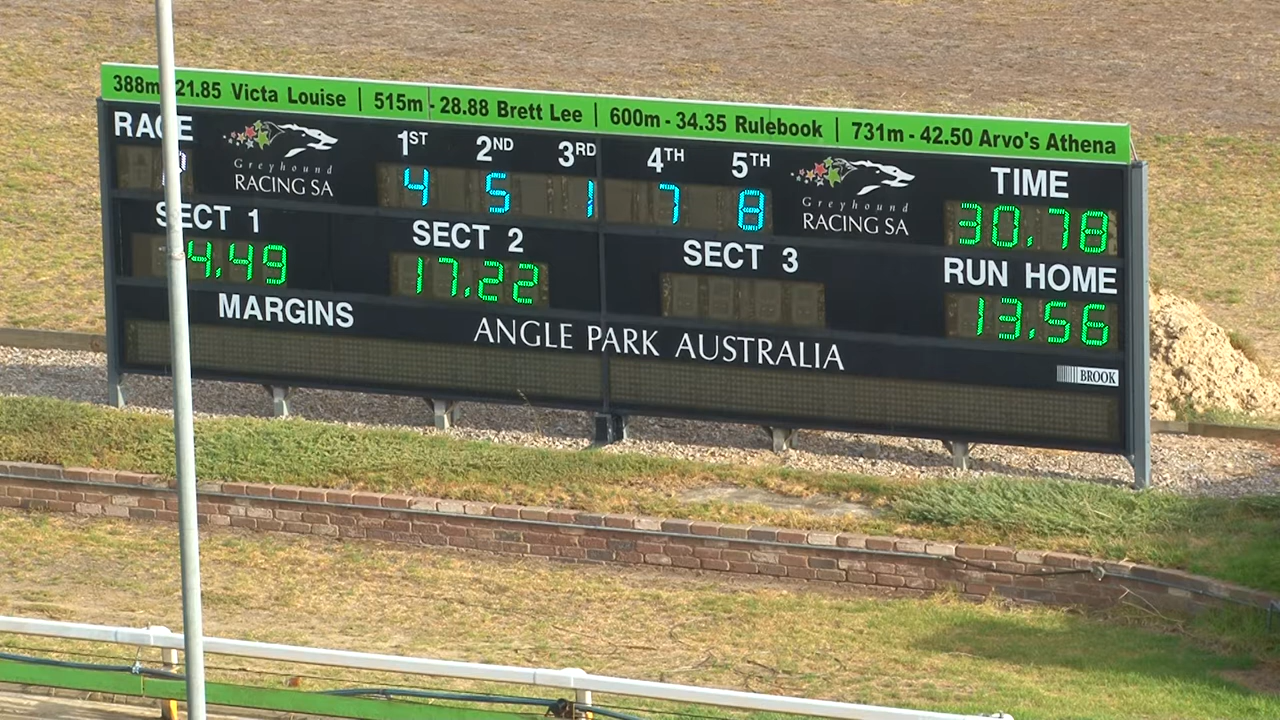 388m 21.85 Victa Louise | 515m - 28.88 Brett Lee | 600m - 34.35 Rulebook | 731m - 42.50 Arvo's Athena
RACE
Greyhound
RACING SA
1ST 2ND 3RD 4TH 5TH
4 5 1 7 8
Greyhound
RACING SA
TIME
30.78
SECT 1
4.49
SECT 2
17.22
SECT 3
RUN HOME
13.56
MARGINS
ANGLE PARK AUSTRALIA
BROOK